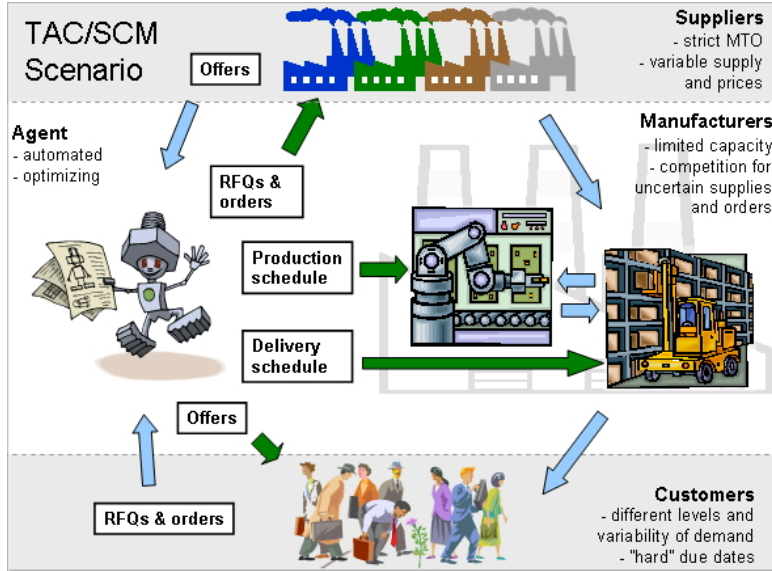 TAC/SCM
Scenario
Offers
Suppliers
- strict MTO
- variable supply
and prices
Agent
- automated
- optimizing
RFQs &
orders
Manufacturers
- limited capacity
- competition for
uncertain supplies
and orders
Production
schedule
Delivery
schedule
Offers
RFQs & orders
Customers
- different levels and
variability of demand
- "hard" due dates